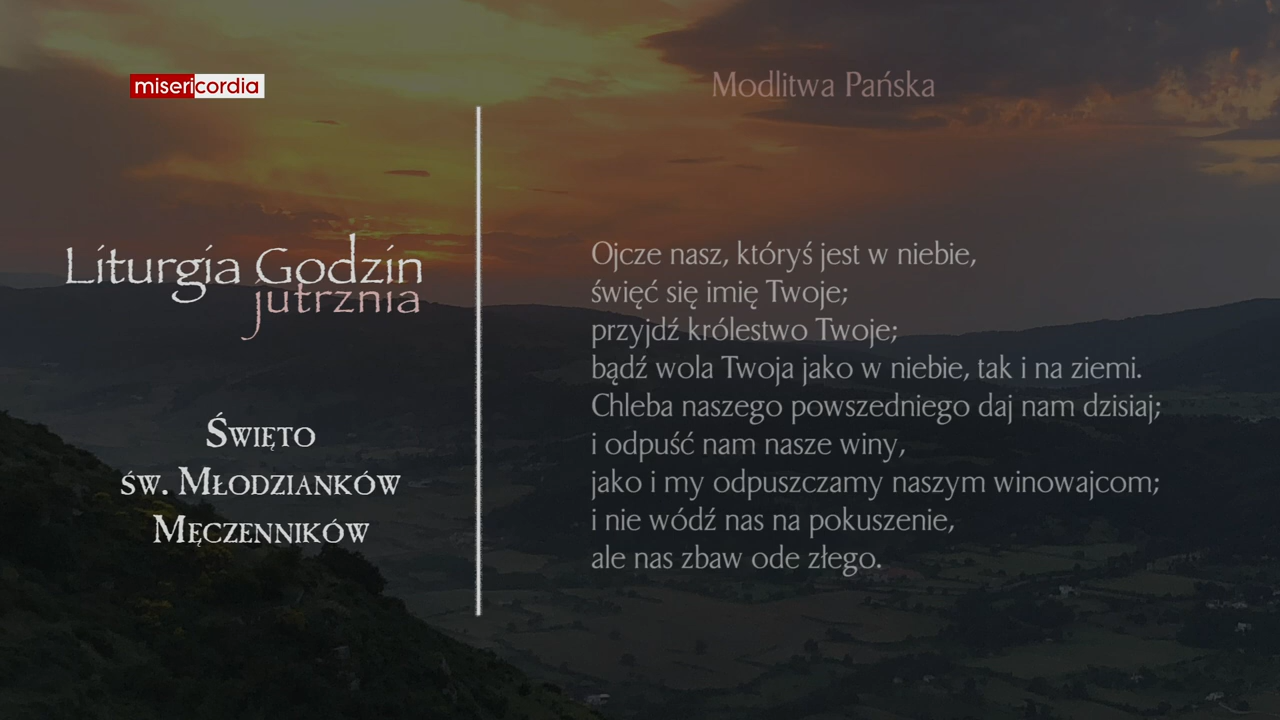 misericordia
Liturgia Godzin
jutrznia
Święto
św. Młodzianków
Męczenników
Modlitwa Pańska
Ojcze nasz, któryś jest w niebie,
święć się imię Twoje;
przyjdź królestwo Twoje;
bądź wola Twoja jako w niebie, tak i na ziemi.
Chleba naszego powszedniego daj nam dzisiaj;
i odpuść nam nasze winy,
jako i my odpuszczamy naszym winowajcom;
i nie wódź nas na pokuszenie,
ale nas zbaw ode złego.